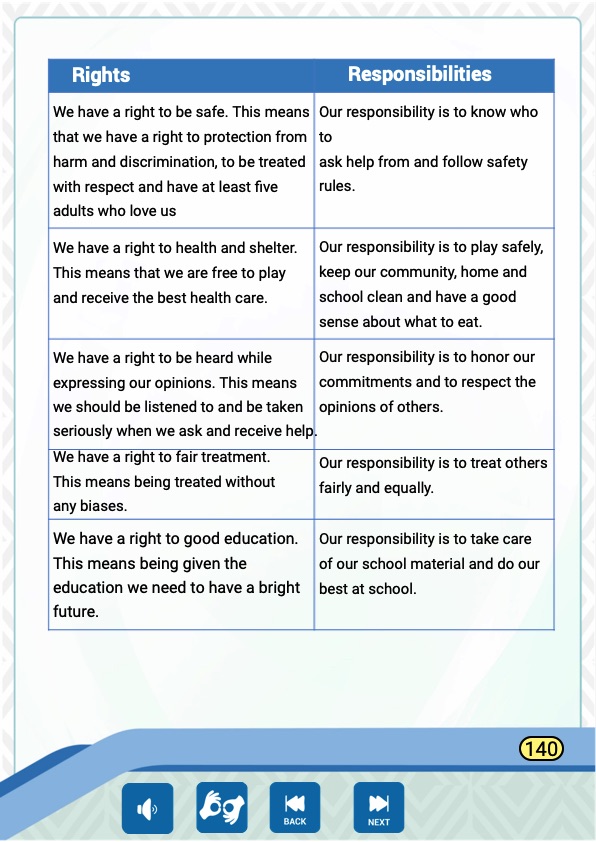 Rights
Responsibilities
We have a right to be safe. This means
that we have a right to protection from
harm and discrimination, to be treated
with respect and have at least five
adults who love us
Our responsibility is to know who
to
ask help from and follow safety
rules.
We have a right to health and shelter.
This means that we are free to play
and receive the best health care.
Our responsibility is to play safely,
keep our community, home and
school clean and have a good
sense about what to eat.
We have a right to be heard while
expressing our opinions. This means
we should be listened to and be taken
seriously when we ask and receive help.
Our responsibility is to honor our
commitments and to respect the
opinions of others.
We have a right to fair treatment.
This means being treated without
any biases.
Our responsibility is to treat others
fairly and equally.
We have a right to good education.
This means being given the
education we need to have a bright
future.
Our responsibility is to take care
of our school material and do our
best at school.
140
BACK
NEXT